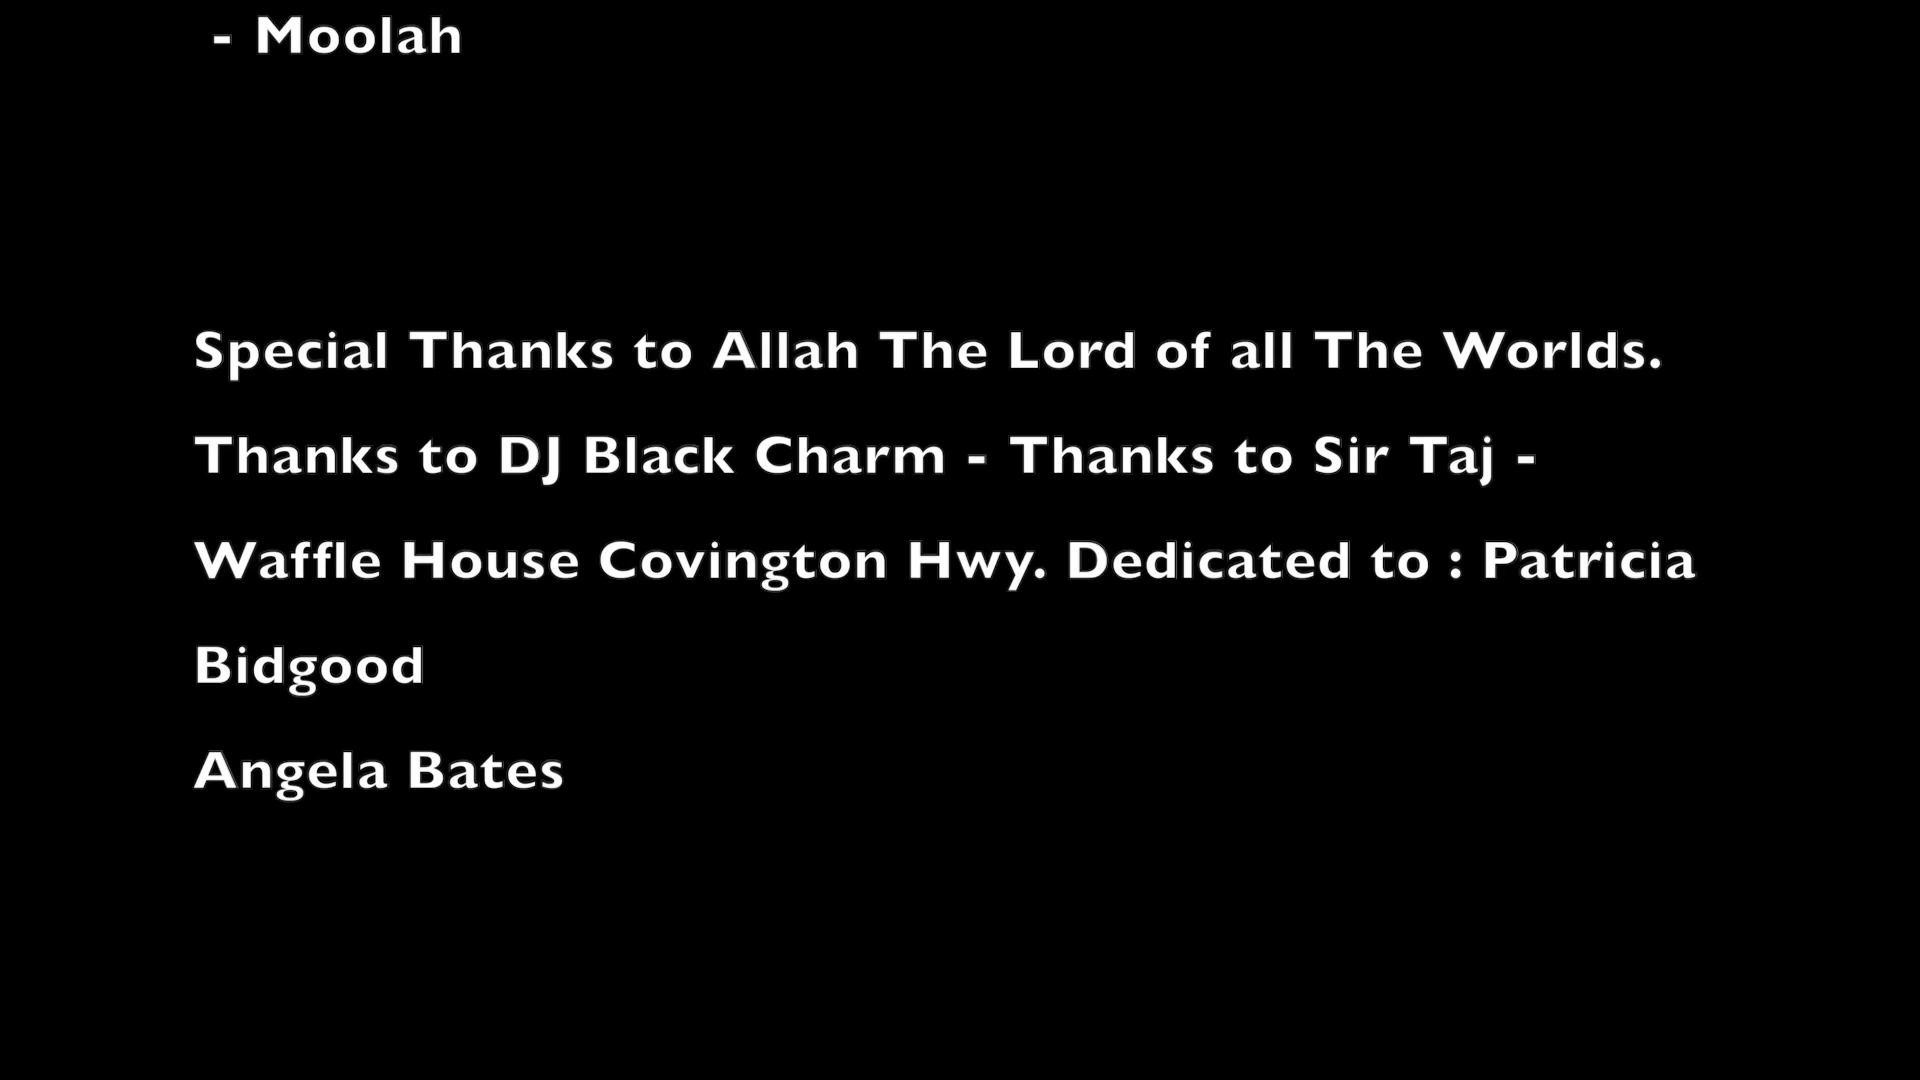 - Moolah
Special Thanks to Allah The Lord of all The Worlds.
Thanks to DJ Black Charm - Thanks to Sir Taj -
Waffle House Covington Hwy. Dedicated to : Patricia
Bidgood
Angela Bates